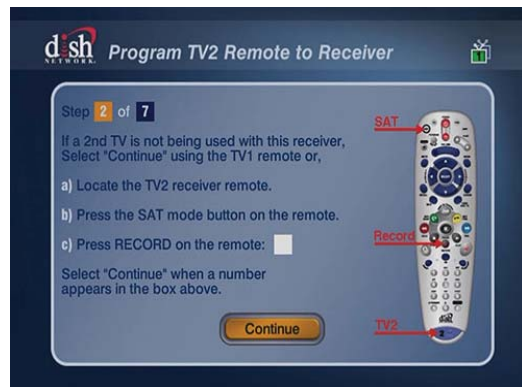 dish
NETWORK
Program TV2 Remote to Receiver
1
Step 2 of 7
If a 2nd TV is not being used with this receiver,
Select "Continue" using the TV1 remote or,
a) Locate the TV2 receiver remote.
b) Press the SAT mode button on the remote.
c) Press RECORD on the remote:
Select "Continue" when a number
appears in the box above.
Continue
SAT
Record
TV2
2